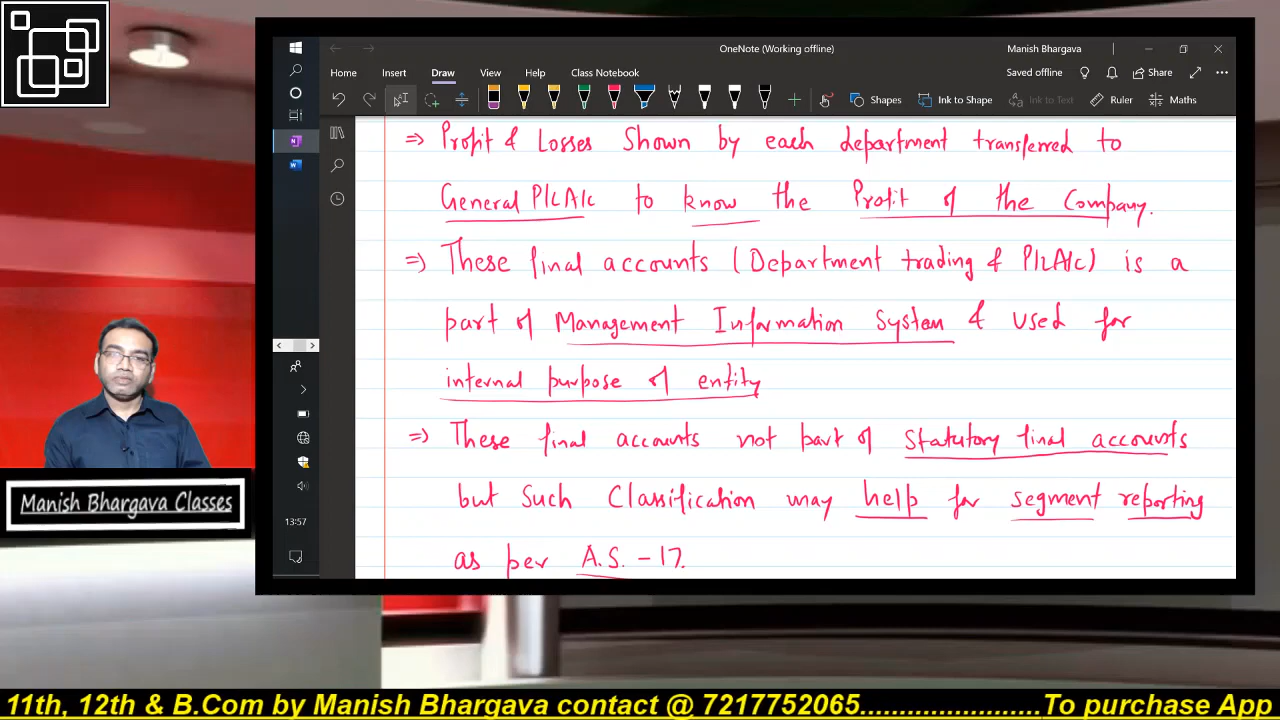 OneNote (Working offline)
Manish Bhargava
Home Insert Draw View Help Class Notebook
Saved offline
Share
Shapes
Ink to Shape
Ink to Text
Ruler
Maths
=> Profit & Losses Shown by each department transferred to
General P/L A/c to know the Profit of the Company.
=> These final accounts (Department trading & P/L A/c) is a
part of Management Information System & used for
internal purpose of entity
=> These final accounts not part of Statutory final accounts
but Such Classification may help for segment reporting
as per A.S. - 17.
Manish Bhargava Classes
13:57
11th, 12th & B.Com by Manish Bhargava contact @ 7217752065.......................To purchase App